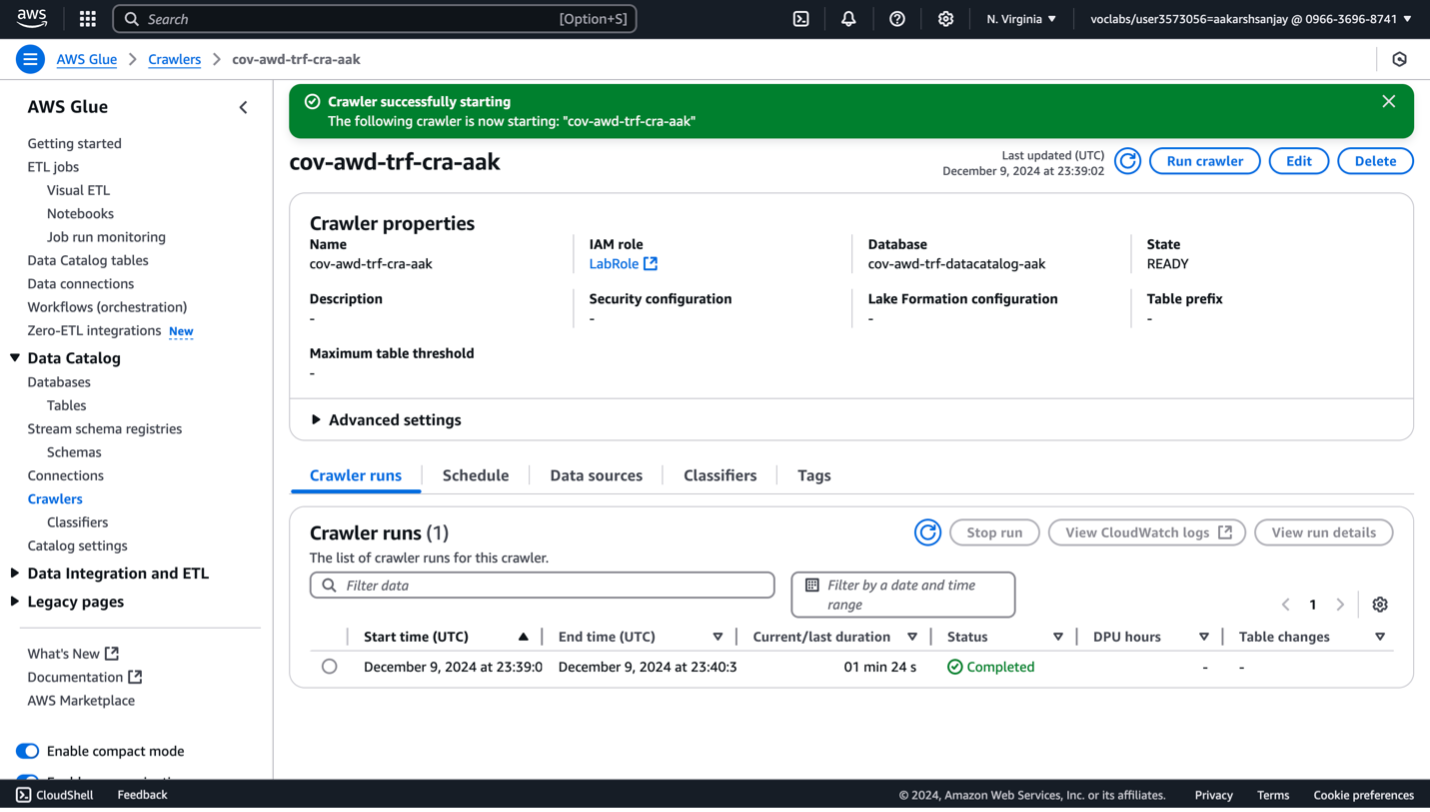 aws
Search [Option+S]
N. Virginia ▼
voclabs/user3573056=aakarshsanjay @ 0966-3696-8741 ▼
AWS Glue > Crawlers > cov-awd-trf-cra-aak
AWS Glue
Getting started
ETL jobs
Visual ETL
Notebooks
Job run monitoring
Data Catalog tables
Data connections
Workflows (orchestration)
Zero-ETL integrations New
Data Catalog
Databases
Tables
Stream schema registries
Schemas
Connections
Crawlers
Classifiers
Catalog settings
Data Integration and ETL
Legacy pages
What's New
Documentation
AWS Marketplace
Enable compact mode
Crawler successfully starting
The following crawler is now starting: "cov-awd-trf-cra-aak"
cov-awd-trf-cra-aak
Last updated (UTC)
December 9, 2024 at 23:39:02
Run crawler
Edit
Delete
Crawler properties
Name
cov-awd-trf-cra-aak
IAM role
LabRole
Database
cov-awd-trf-datacatalog-aak
State
READY
Description
-
Security configuration
-
Lake Formation configuration
-
Table prefix
-
Maximum table threshold
-
Advanced settings
Crawler runs
Schedule
Data sources
Classifiers
Tags
Crawler runs (1)
The list of crawler runs for this crawler.
Stop run
View CloudWatch logs
View run details
Filter data
Filter by a date and time
range
1
Start time (UTC) End time (UTC) Current/last duration Status DPU hours Table changes
December 9, 2024 at 23:39:0 December 9, 2024 at 23:40:3 01 min 24 s Completed - -
CloudShell
Feedback
© 2024, Amazon Web Services, Inc. or its affiliates.
Privacy
Terms
Cookie preferences